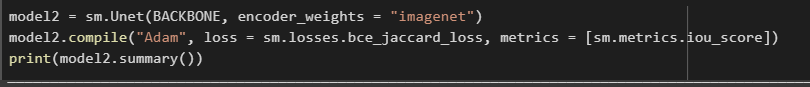 model2 = sm.Unet(BACKBONE, encoder_weights = "imagenet")
model2.compile("Adam", loss = sm.losses.bce_jaccard_loss, metrics = [sm.metrics.iou_score])
print(model2.summary())